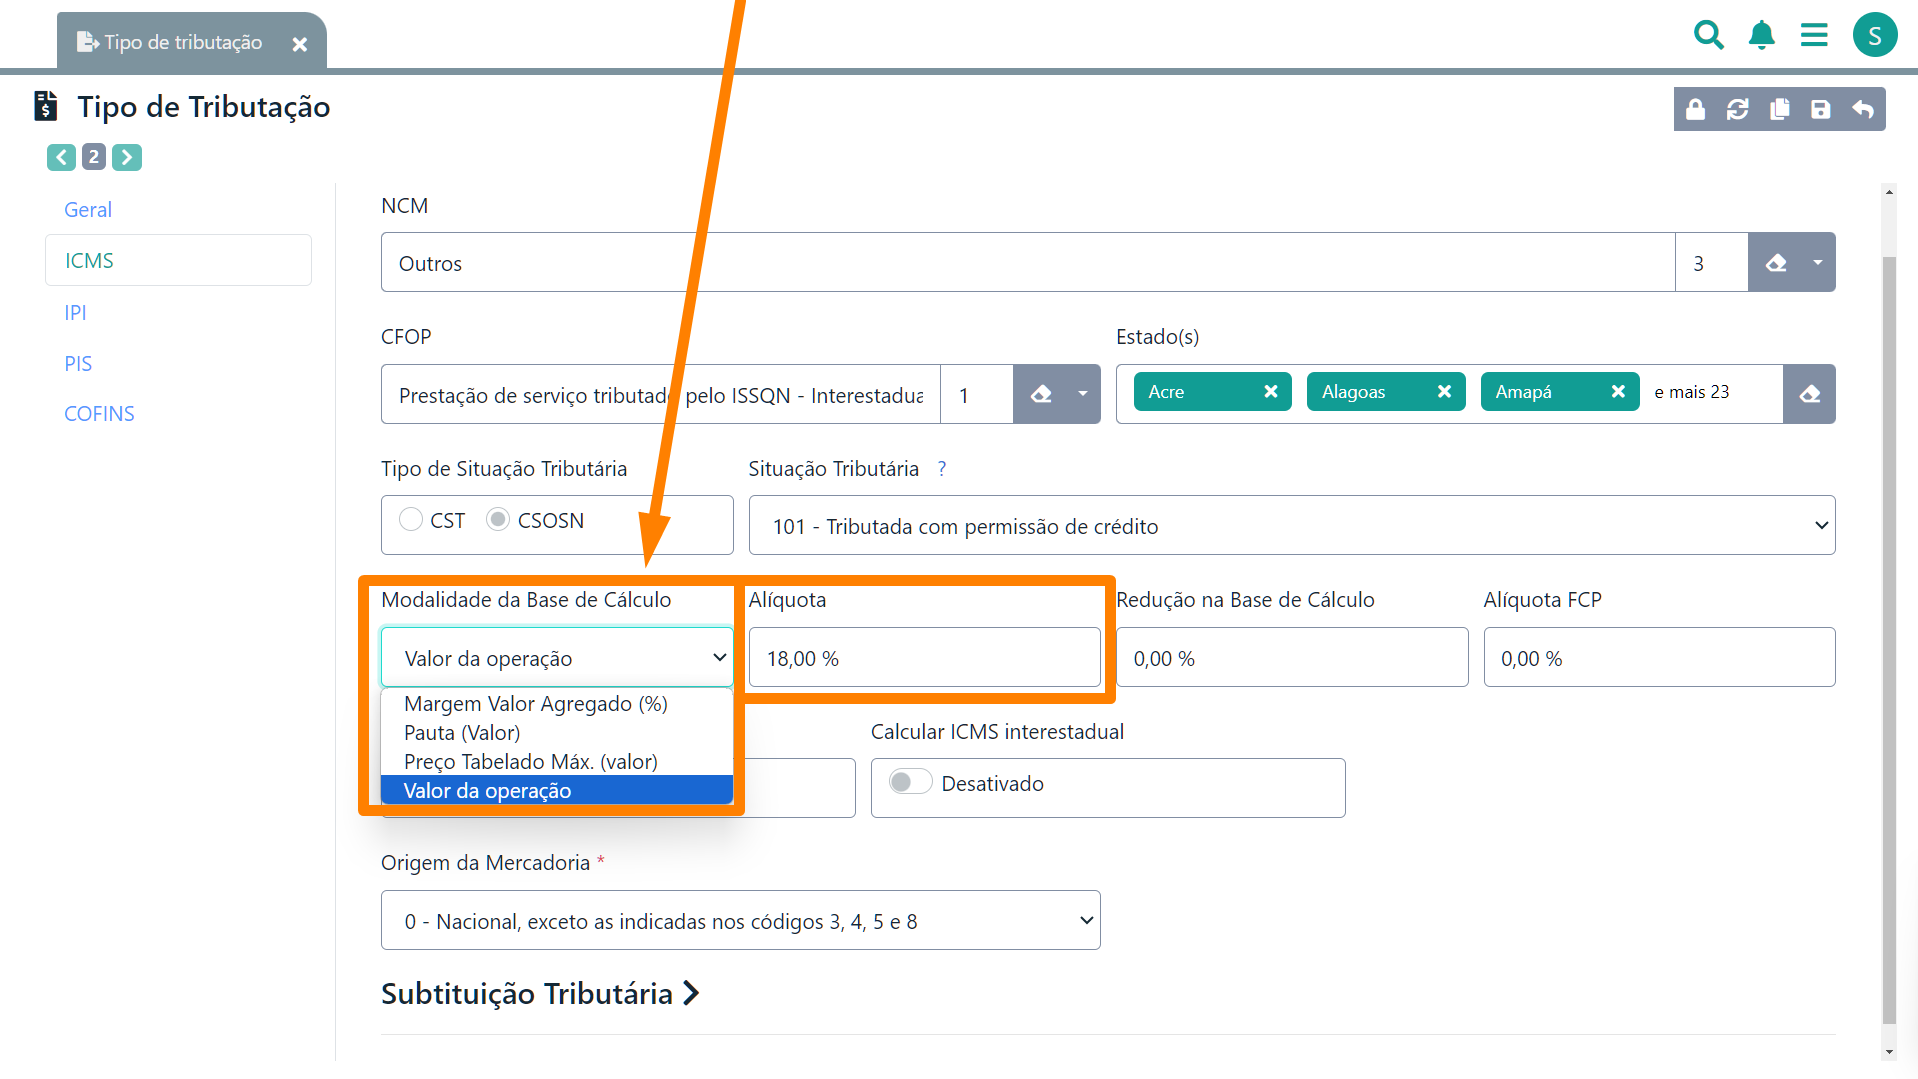 Tipo de tributação
S
Tipo de Tributação
2
Geral
ICMS
IPI
PIS
COFINS
NCM
Outros
3
CFOP
Estado(s)
Prestação de serviço tributado pelo ISSQN - Interestadua
1
Acre
Alagoas
Amapá
e mais 23
Tipo de Situação Tributária
Situação Tributária ?
CST
CSOSN
101 - Tributada com permissão de crédito
Modalidade da Base de Cálculo
Alíquota
Redução na Base de Cálculo
Alíquota FCP
Valor da operação
18,00 %
0,00 %
0,00 %
Margem Valor Agregado (%)
Pauta (Valor)
Preço Tabelado Máx. (valor)
Valor da operação
Calcular ICMS interestadual
Desativado
Origem da Mercadoria *
0 - Nacional, exceto as indicadas nos códigos 3, 4, 5 e 8
Subtituição Tributária